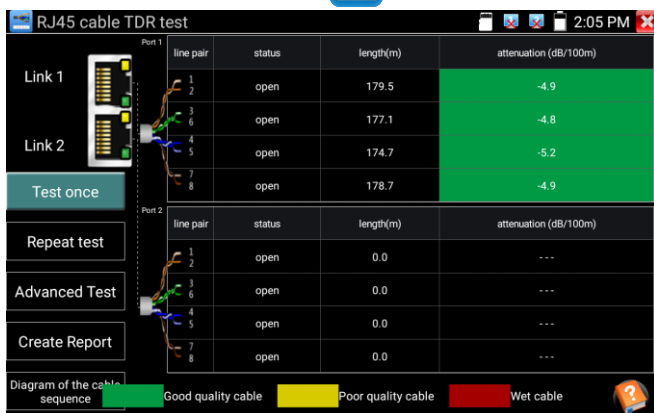 RJ45 cable TDR test
2:05 PM
Link 1
Link 2
Test once
Repeat test
Advanced Test
Create Report
Diagram of the cable
sequence
Port 1
line pair status length(m) attenuation (dB/100m)
1 2 open 179.5 -4.9
3 6 open 177.1 -4.8
4 5 open 174.7 -5.2
7 8 open 178.7 -4.9
Port 2
line pair status length(m) attenuation (dB/100m)
1 2 open 0.0 ---
3 6 open 0.0 ---
4 5 open 0.0 ---
7 8 open 0.0 ---
Good quality cable Poor quality cable Wet cable